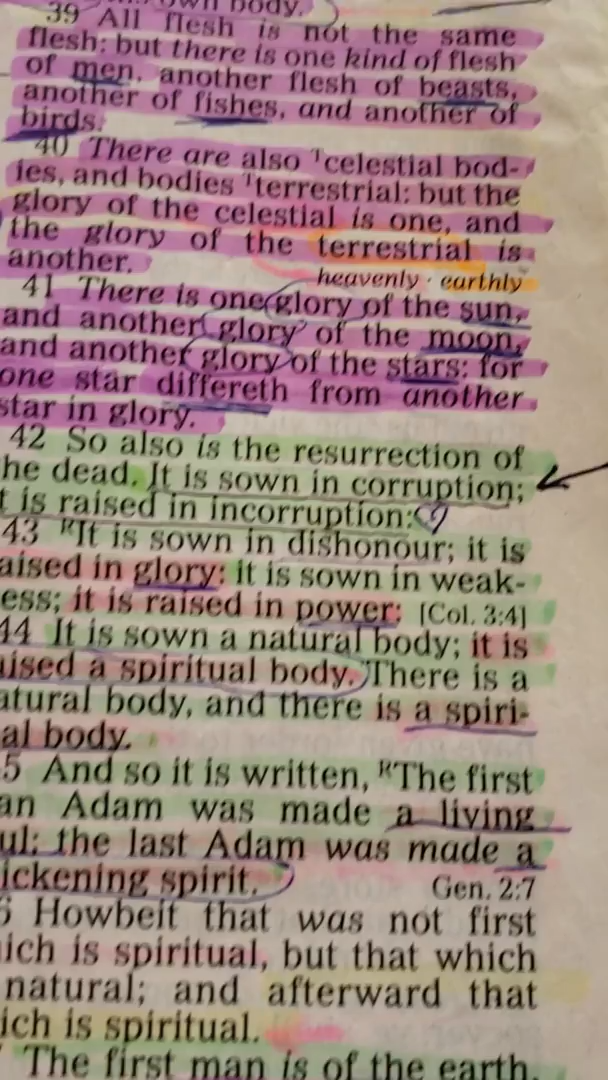 own body.
39 All flesh is not the same
flesh: but there is one kind of flesh
of men, another flesh of beasts,
another of fishes, and another of
birds.
40 There are also ¹celestial bod-
ies, and bodies ¹terrestrial: but the
glory of the celestial is one, and
the glory of the terrestrial is
another.
heavenly · earthly
41 There is one glory of the sun,
and another glory of the moon,
and another glory of the stars: for
one star differeth from another
star in glory.
42 So also is the resurrection of
he dead. It is sown in corruption;
t is raised in incorruption:
43 ᴿIt is sown in dishonour; it is
aised in glory: it is sown in weak-
ess; it is raised in power: [Col. 3:4]
44 It is sown a natural body; it is
ised a spiritual body. There is a
atural body, and there is a spiri-
al body.
5 And so it is written, ᴿThe first
an Adam was made a living
ul; the last Adam was made a
ickening spirit.
Gen. 2:7
6 Howbeit that was not first
ich is spiritual, but that which
natural; and afterward that
ich is spiritual.
The first man is of the earth,